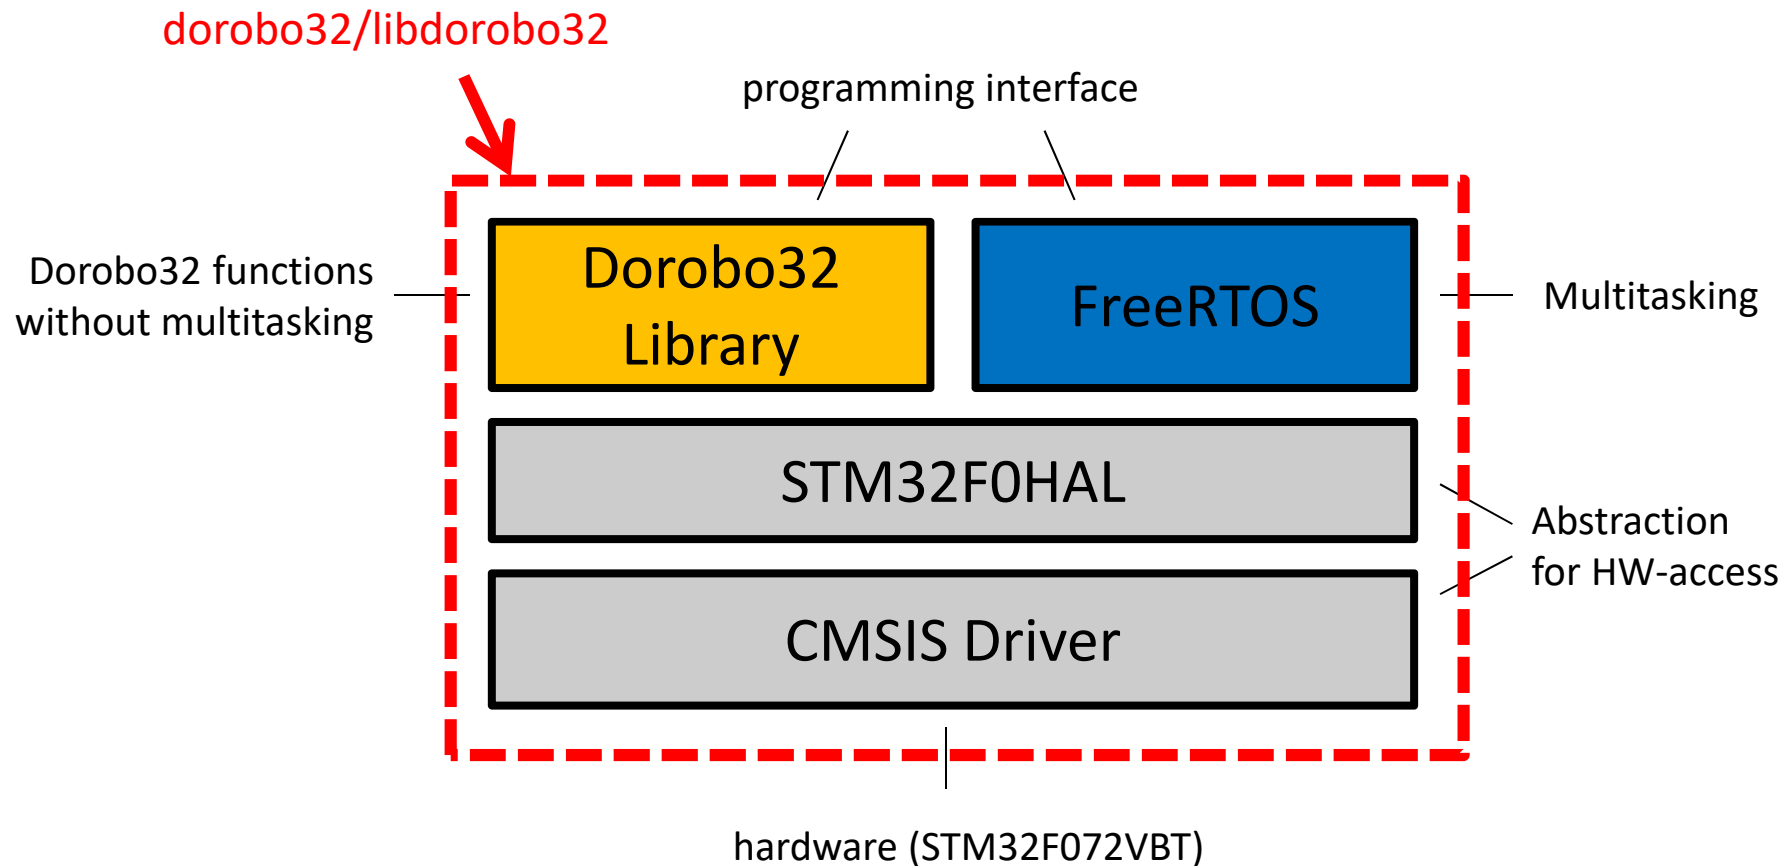 dorobo32/libdorobo32
programming interface
Dorobo32 functions
without multitasking
Dorobo32
Library
FreeRTOS
Multitasking
STM32F0HAL
Abstraction
for HW-access
CMSIS Driver
hardware (STM32F072VBT)